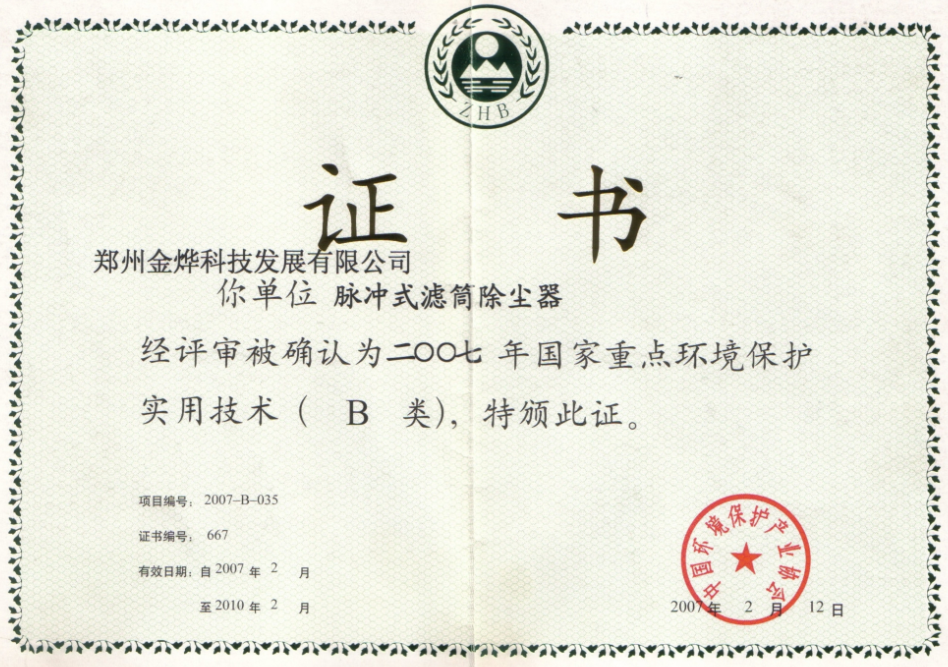 ZHB
证书
郑州金烨科技发展有限公司
你单位 脉冲式滤筒除尘器
经评审被确认为二〇〇七年国家重点环境保护
实用技术（ B 类），特颁此证。
项目编号：2007-B-035
证书编号：667
有效日期：自2007年2月
至2010年2月
中国环境保护产业协会
2007年2月12日